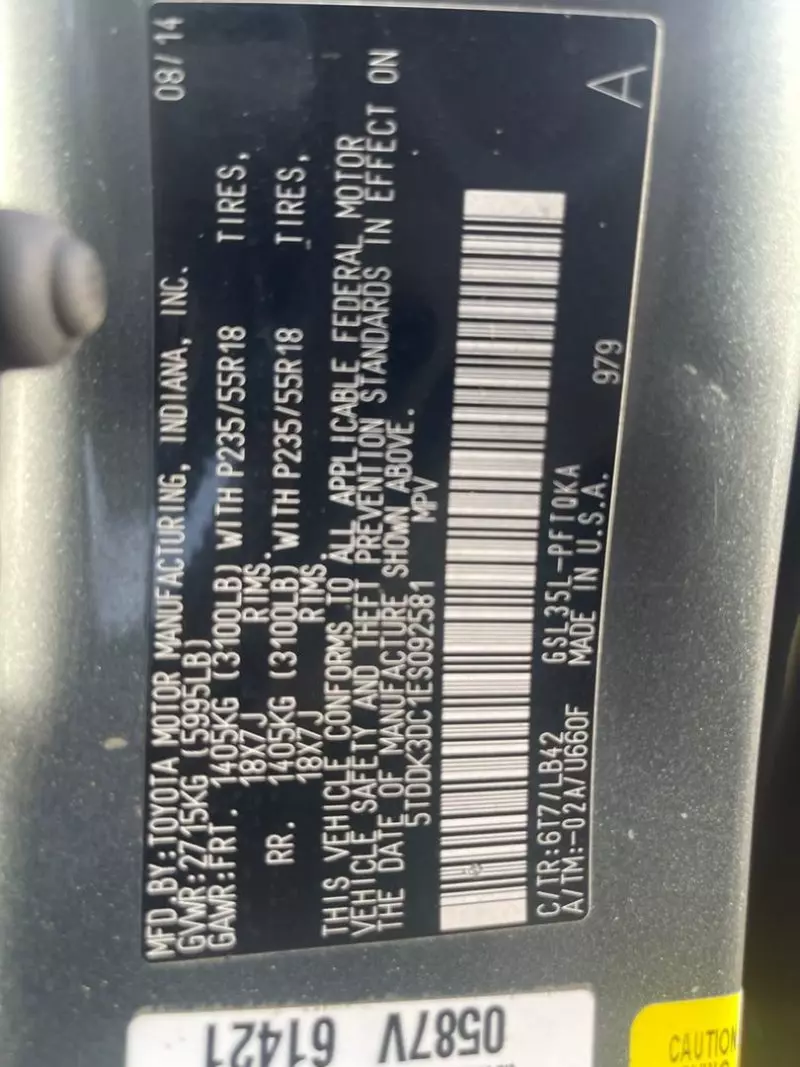 MFD.BY:TOYOTA MOTOR MANUFACTURING, INDIANA, INC. 08/14
GVWR:2715KG (5995LB)
GAWR:FRT. 1405KG (3100LB) WITH P235/55R18 TIRES,
18X7J RIMS.
RR. 1405KG (3100LB) WITH P235/55R18 TIRES,
18X7J RIMS.
THIS VEHICLE CONFORMS TO ALL APPLICABLE FEDERAL MOTOR
VEHICLE SAFETY AND THEFT PREVENTION STANDARDS IN EFFECT ON
THE DATE OF MANUFACTURE SHOWN ABOVE.
5TDDK3DC1ES092581 MPV
C/TR:6T7/LB42 GSL35L-PFTQKA 979
A/TM:-02A/U660F MADE IN U.S.A. A
0587V 61421
CAUTION